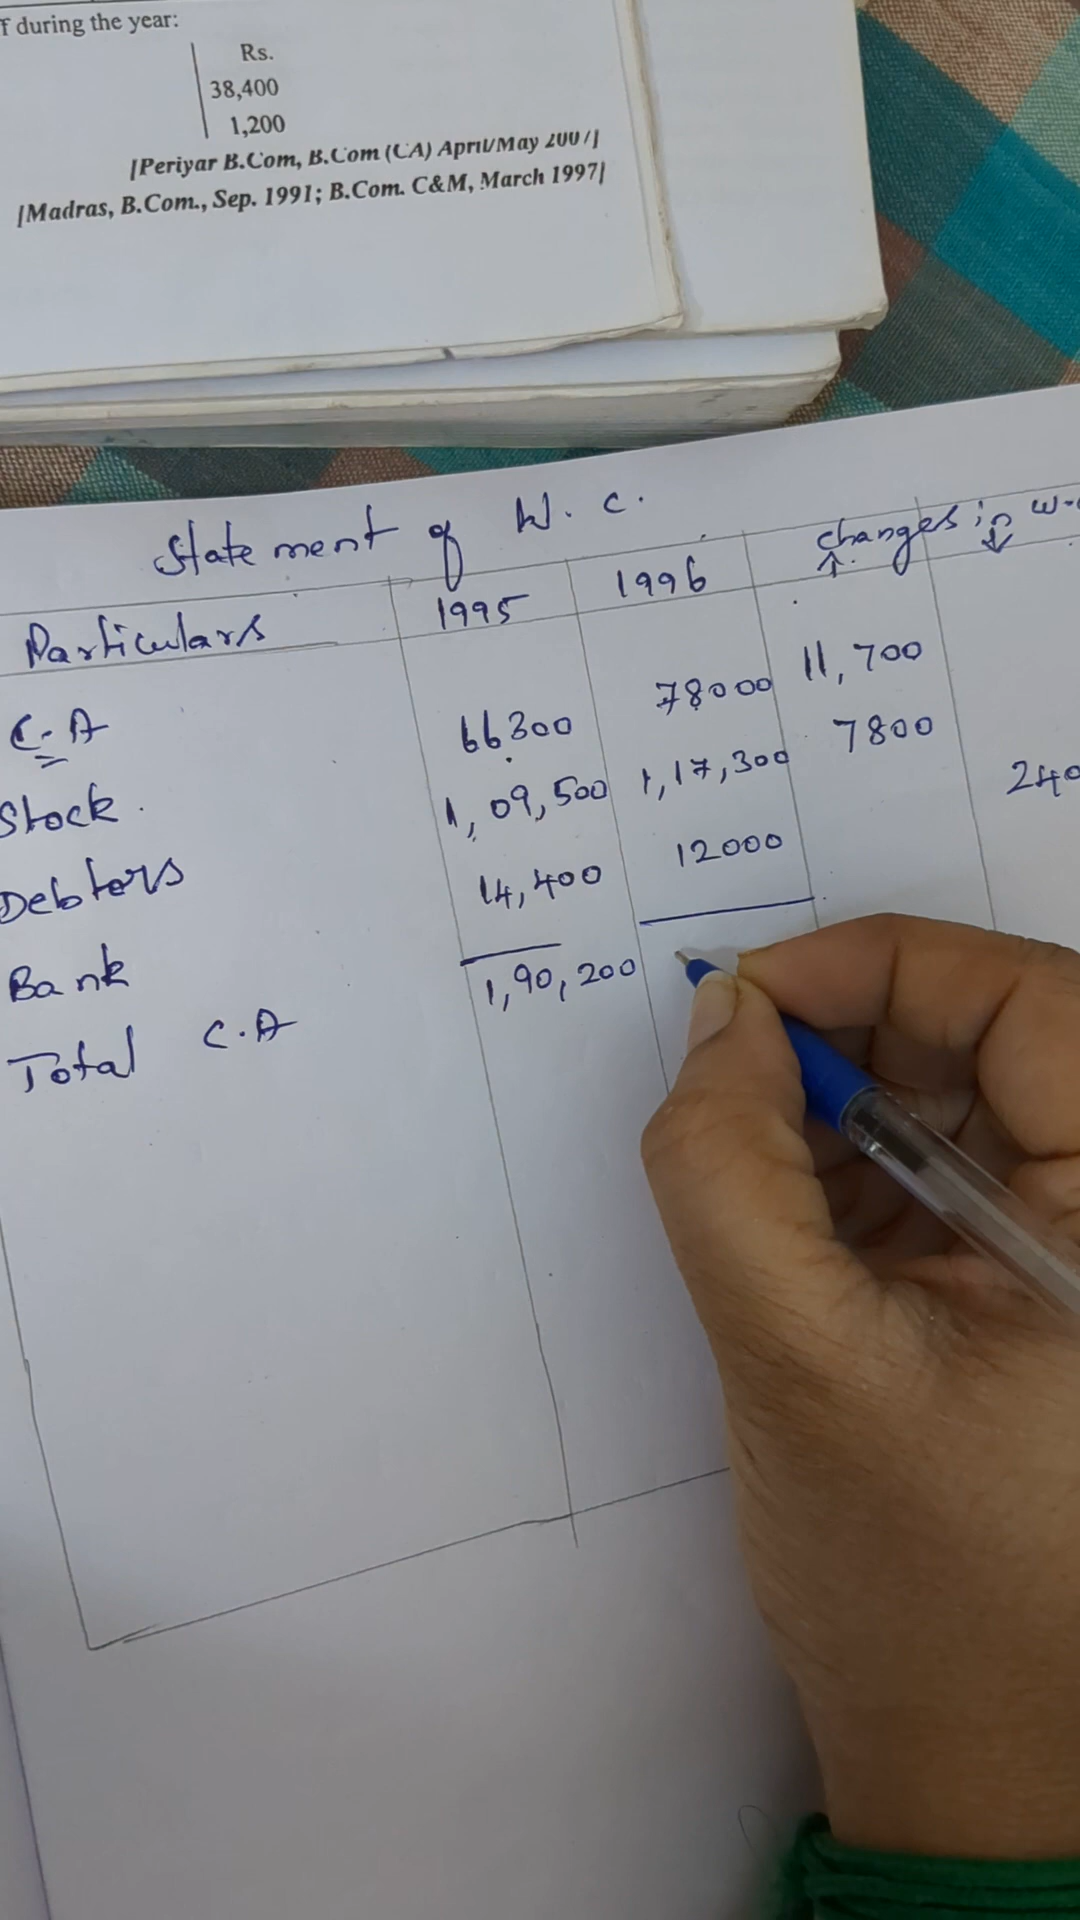 f during the year:
Rs.
38,400
1,200
[Periyar B.Com, B.Com (CA) April/May 2007]
[Madras, B.Com., Sep. 1991; B.Com. C&M, March 1997]
Statement of W. C.
Particulars 1995 1996 changes in W.
↑ ↓
C.A
Stock. 66300 78000 11,700
Debtors 1,09,500 1,17,300 7800
Bank 14,400 12000 240
Total C.A 1,90,200